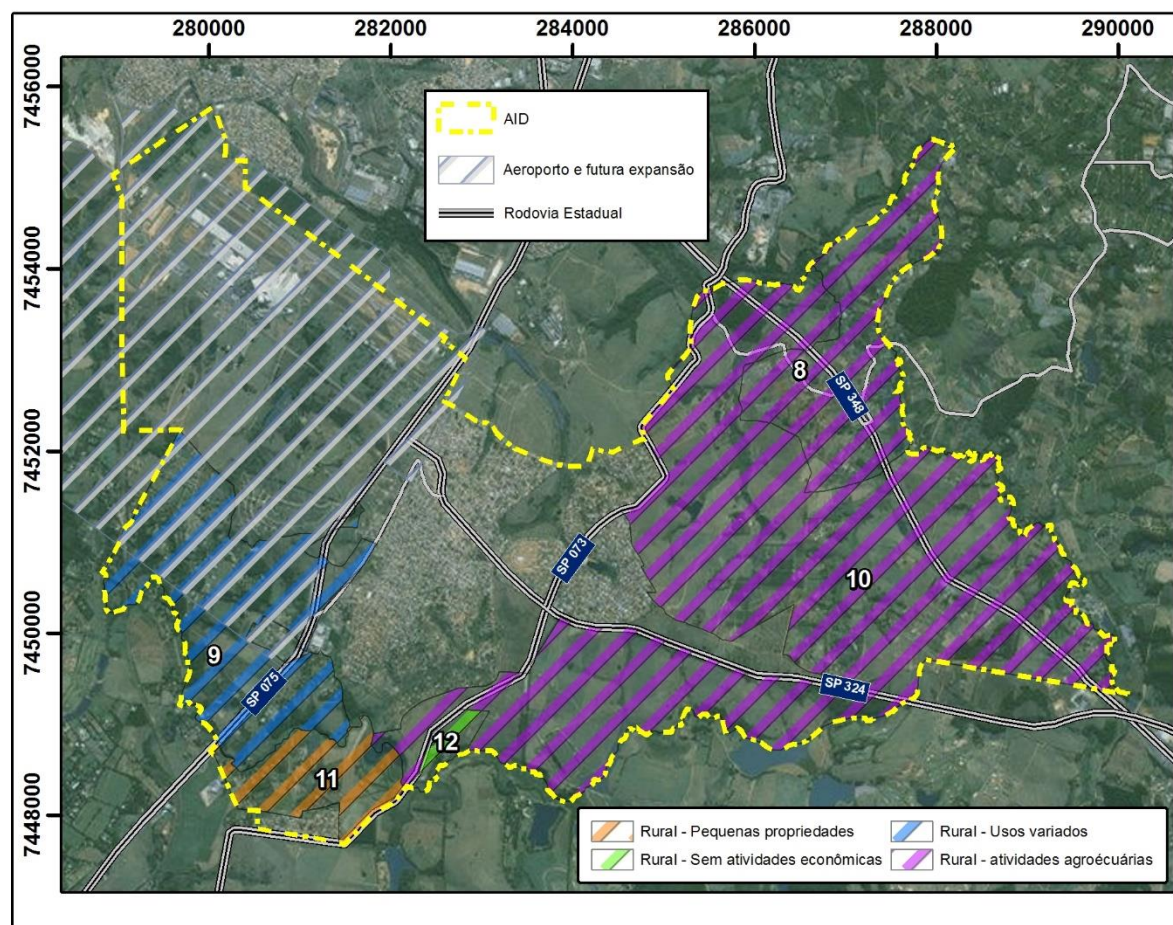 280000 282000 284000 286000 288000 290000
7456000
7454000
7452000
7450000
7448000
AID
Aeroporto e futura expansão
Rodovia Estadual
8
SP 348
SP 073
10
9
SP 075
SP 324
12
11
Rural - Pequenas propriedades
Rural - Usos variados
Rural - Sem atividades econômicas
Rural - atividades agroécuárias